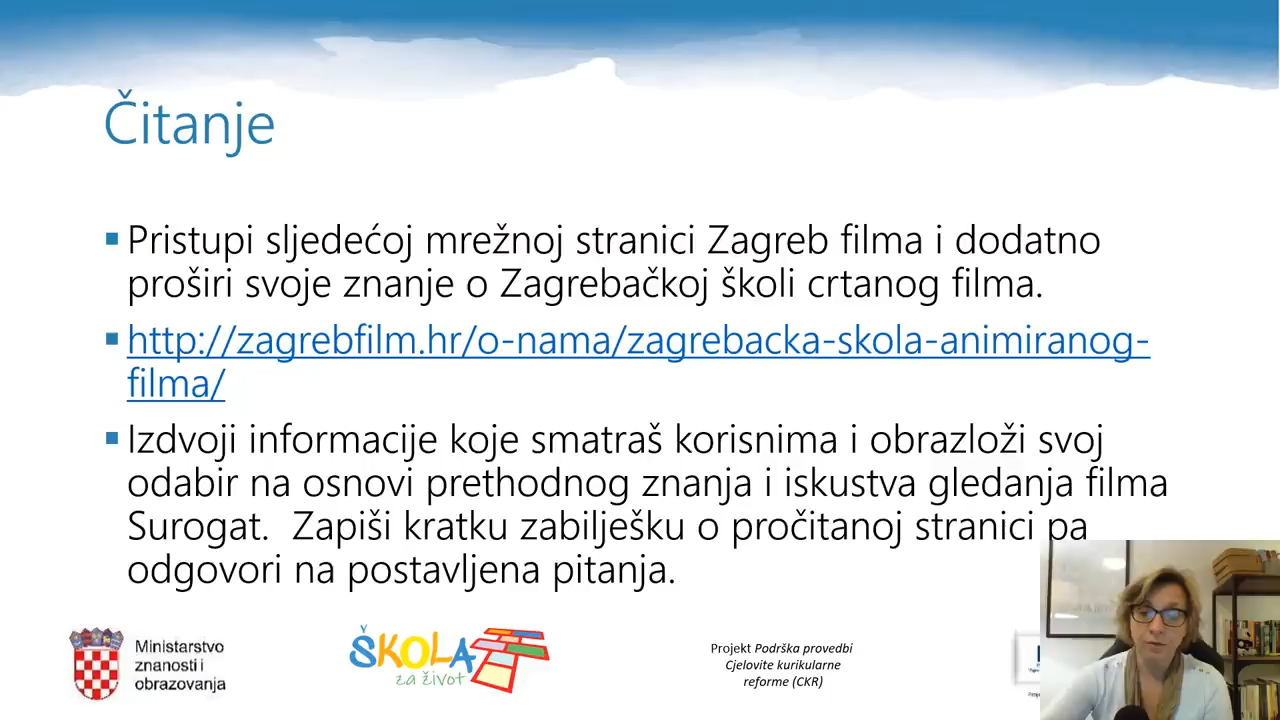 Čitanje
Pristupi sljedećoj mrežnoj stranici Zagreb filma i dodatno
proširi svoje znanje o Zagrebačkoj školi crtanog filma.
http://zagrebfilm.hr/o-nama/zagrebacka-skola-animiranog-
filma/
Izdvoji informacije koje smatraš korisnima i obrazloži svoj
odabir na osnovi prethodnog znanja i iskustva gledanja filma
Surogat. Zapiši kratku zabilješku o pročitanoj stranici pa
odgovori na postavljena pitanja.
Ministarstvo
znanosti i
obrazovanja
ŠKOLA
za život
Projekt Podrška provedbi
Cjelovite kurikularne
reforme (CKR)